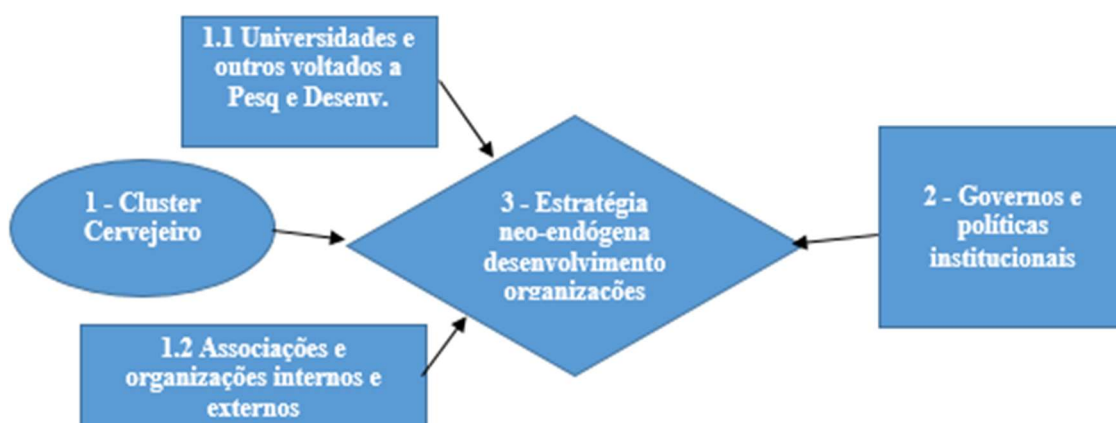 1.1 Universidades e
outros voltados a
Pesq e Desenv.
1 - Cluster
Cervejeiro
3 - Estratégia
neo-endógena
desenvolvimento
organizações
2 - Governos e
políticas
institucionais
1.2 Associações e
organizações internos e
externos